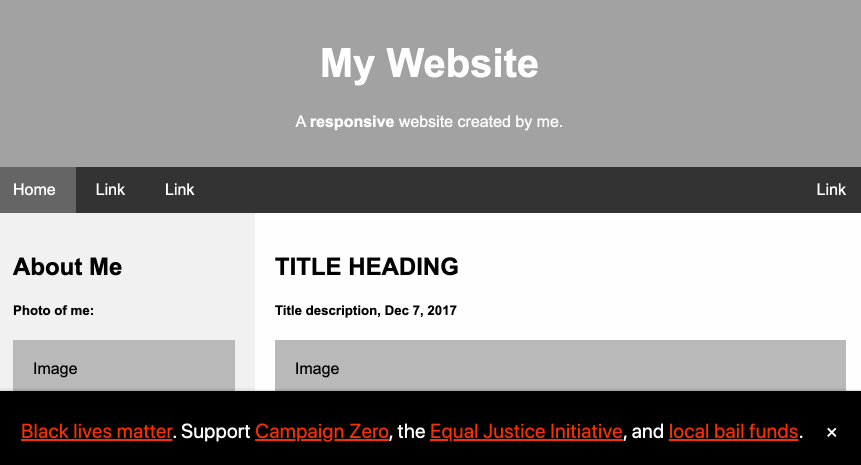 My Website
A responsive website created by me.
Home Link Link Link
About Me
Photo of me:
Image
TITLE HEADING
Title description, Dec 7, 2017
Image
Black lives matter. Support Campaign Zero, the Equal Justice Initiative, and local bail funds. ×